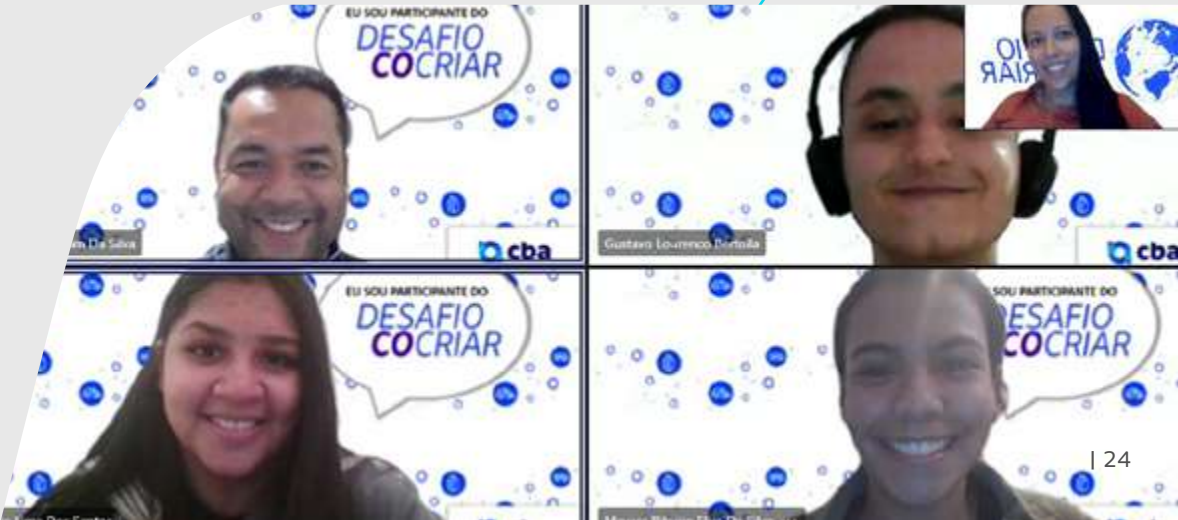 EU SOU PARTICIPANTE DO
DESAFIO
COCRIAR
Da Silva
cba
Gustavo Lourenco Bortolla
cba
EU SOU PARTICIPANTE DO
DESAFIO
COCRIAR
SOU PARTICIPANTE DO
DESAFIO
COCRIAR
| 24